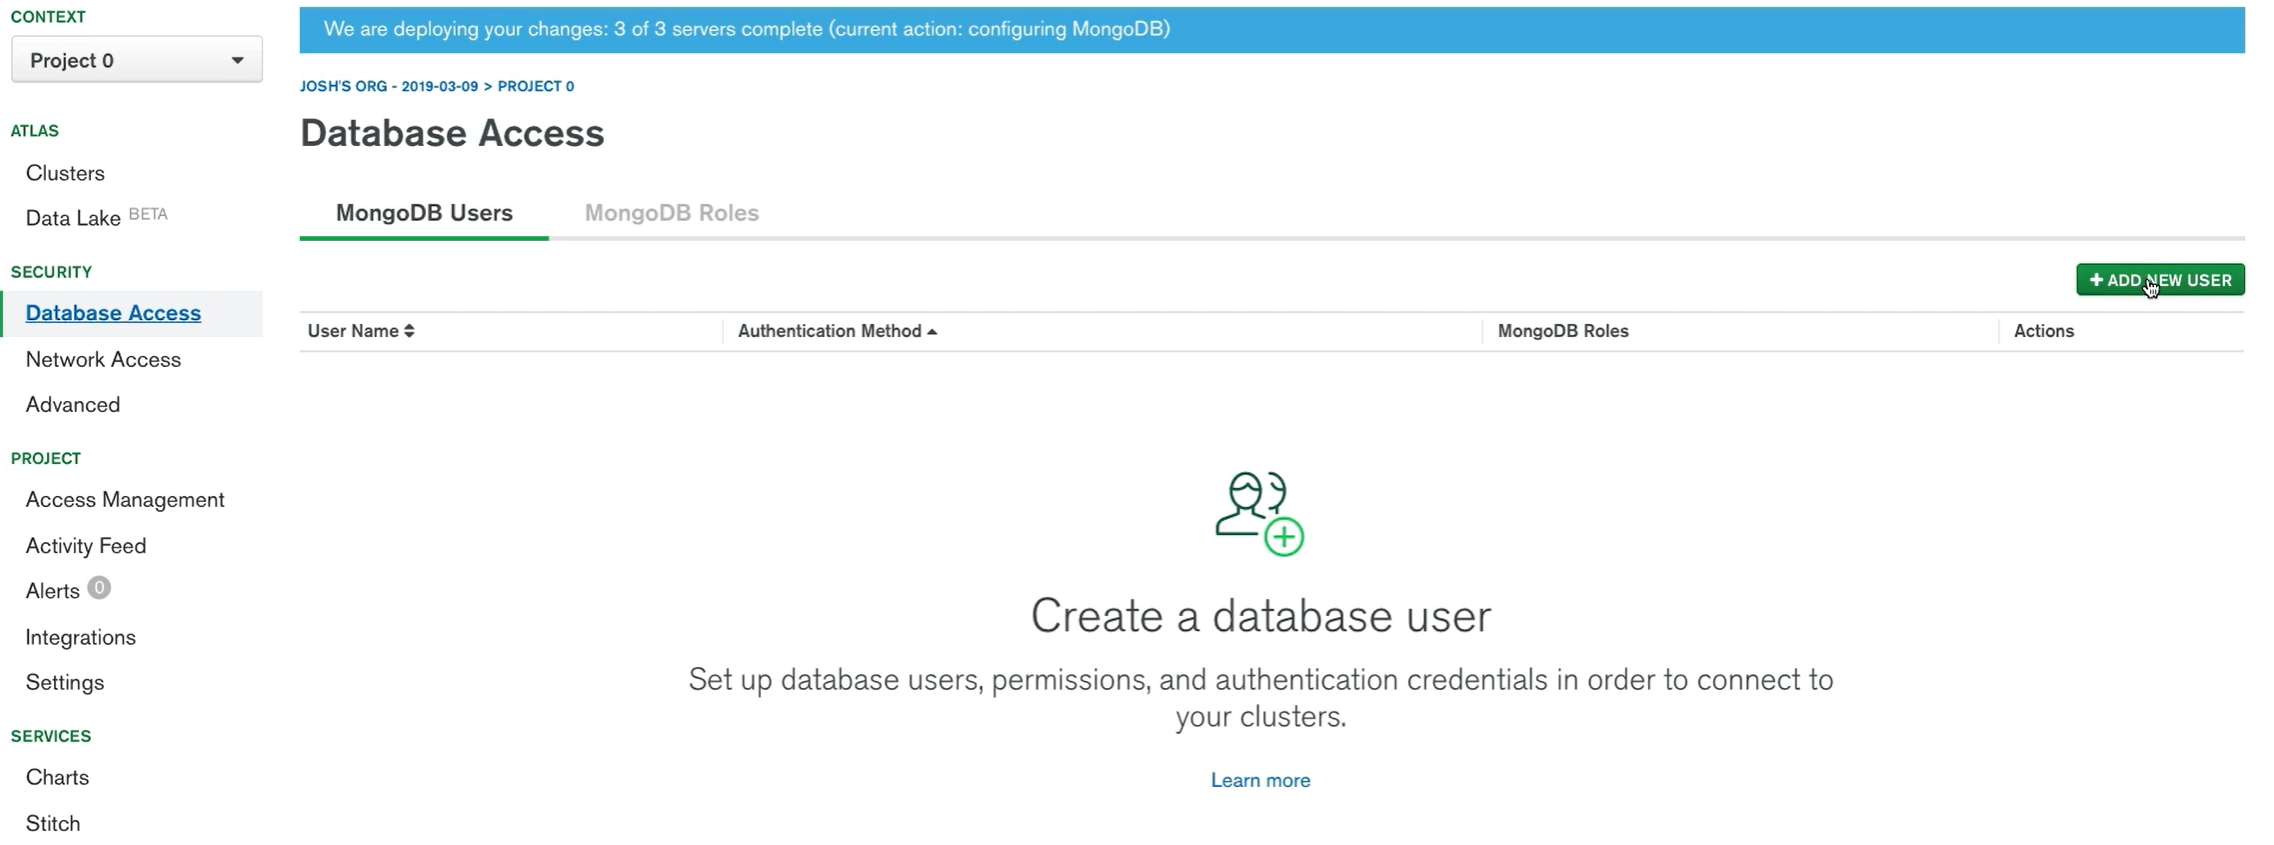 CONTEXT
Project 0
ATLAS
Clusters
Data Lake BETA
SECURITY
Database Access
Network Access
Advanced
PROJECT
Access Management
Activity Feed
Alerts 0
Integrations
Settings
SERVICES
Charts
Stitch
We are deploying your changes: 3 of 3 servers complete (current action: configuring MongoDB)
JOSH'S ORG - 2019-03-09 > PROJECT 0
Database Access
MongoDB Users MongoDB Roles
+ ADD NEW USER
User Name Authentication Method MongoDB Roles Actions
Create a database user
Set up database users, permissions, and authentication credentials in order to connect to
your clusters.
Learn more